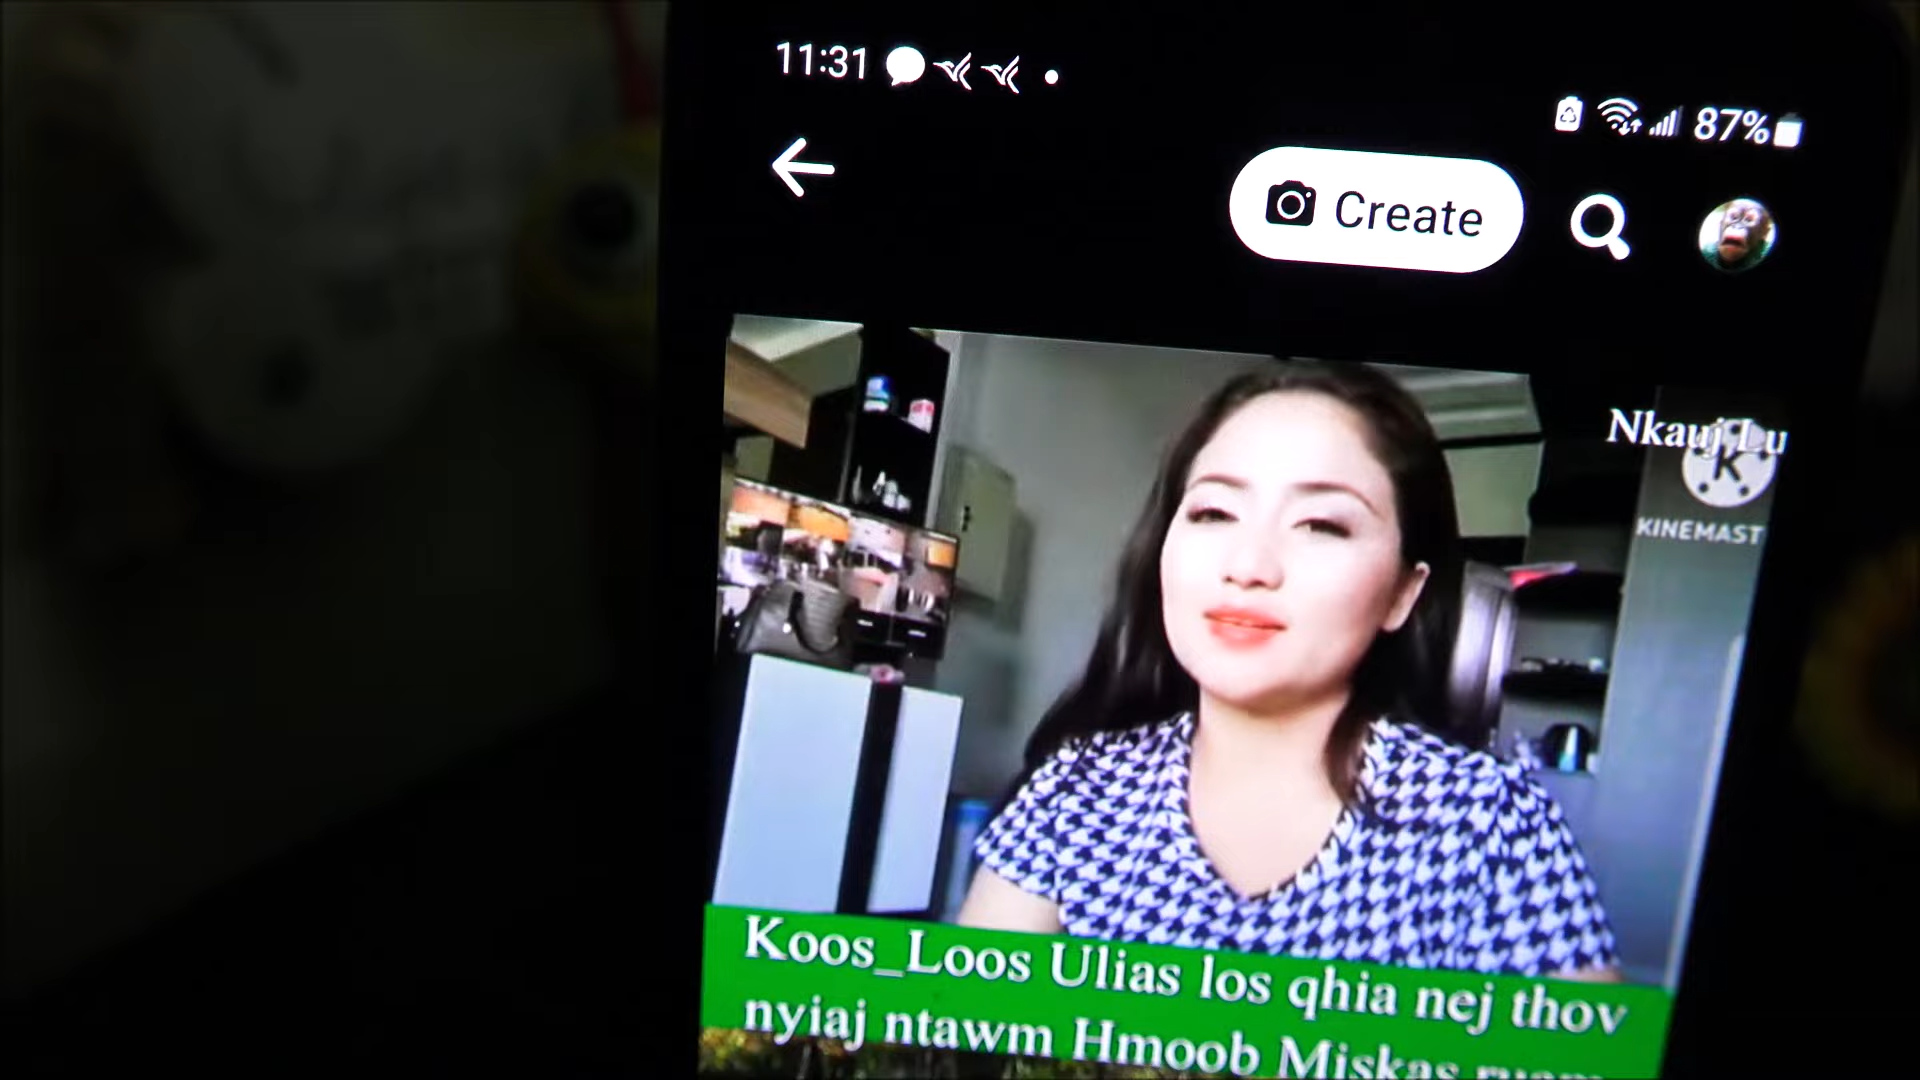 11:31
87%
Create
Nkauj Lu
K
KINEMAST
Koos_Loos Ulias los qhia nej thov
nyiaj ntawm Hmoob Miskas